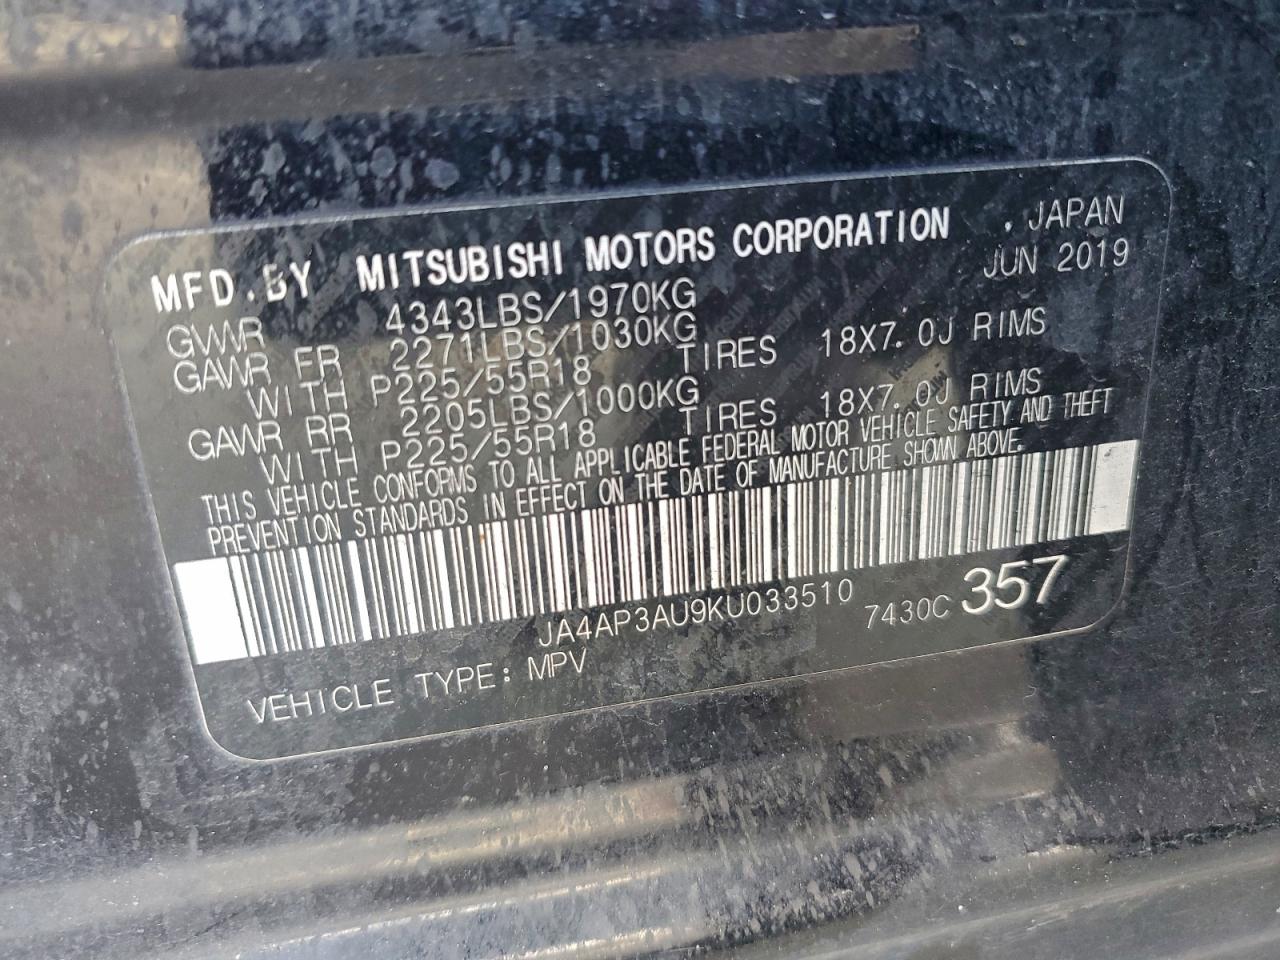 MFD.BY MITSUBISHI MOTORS CORPORATION . JAPAN
JUN 2019
GVWR 4343LBS/1970KG
GAWR FR 2271LBS/1030KG
WITH P225/55R18 TIRES 18X7.0J RIMS
GAWR RR 2205LBS/1000KG
WITH P225/55R18 TIRES 18X7.0J RIMS
THIS VEHICLE CONFORMS TO ALL APPLICABLE FEDERAL MOTOR VEHICLE SAFETY AND THEFT
PREVENTION STANDARDS IN EFFECT ON THE DATE OF MANUFACTURE SHOWN ABOVE.
JA4AP3AU9KU033510 7430C 357
VEHICLE TYPE: MPV